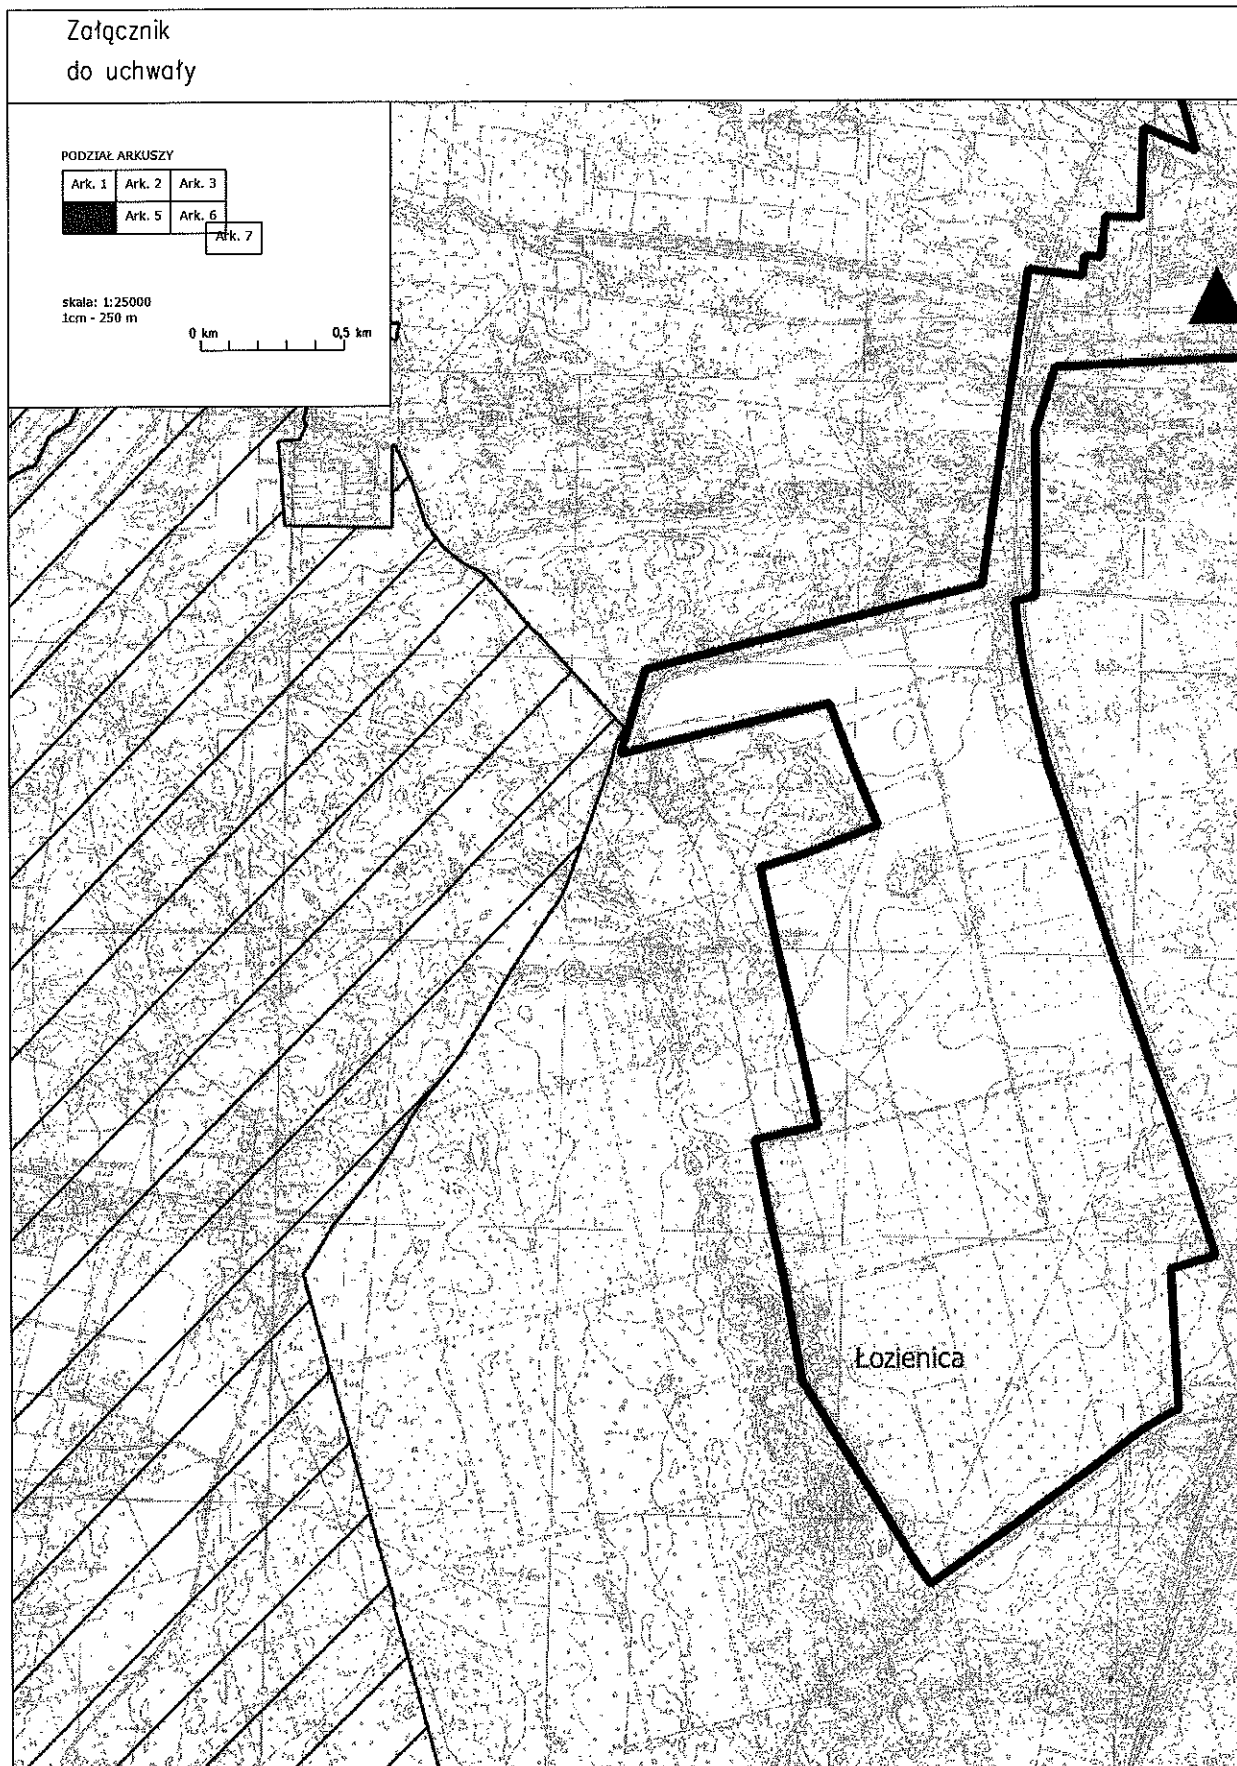 Załącznik
do uchwały
PODZIAŁ ARKUSZY
Ark. 1 Ark. 2 Ark. 3
Ark. 5 Ark. 6
Ark. 7
skala: 1:25000
1cm - 250 m
0 km 0,5 km
Łozienica